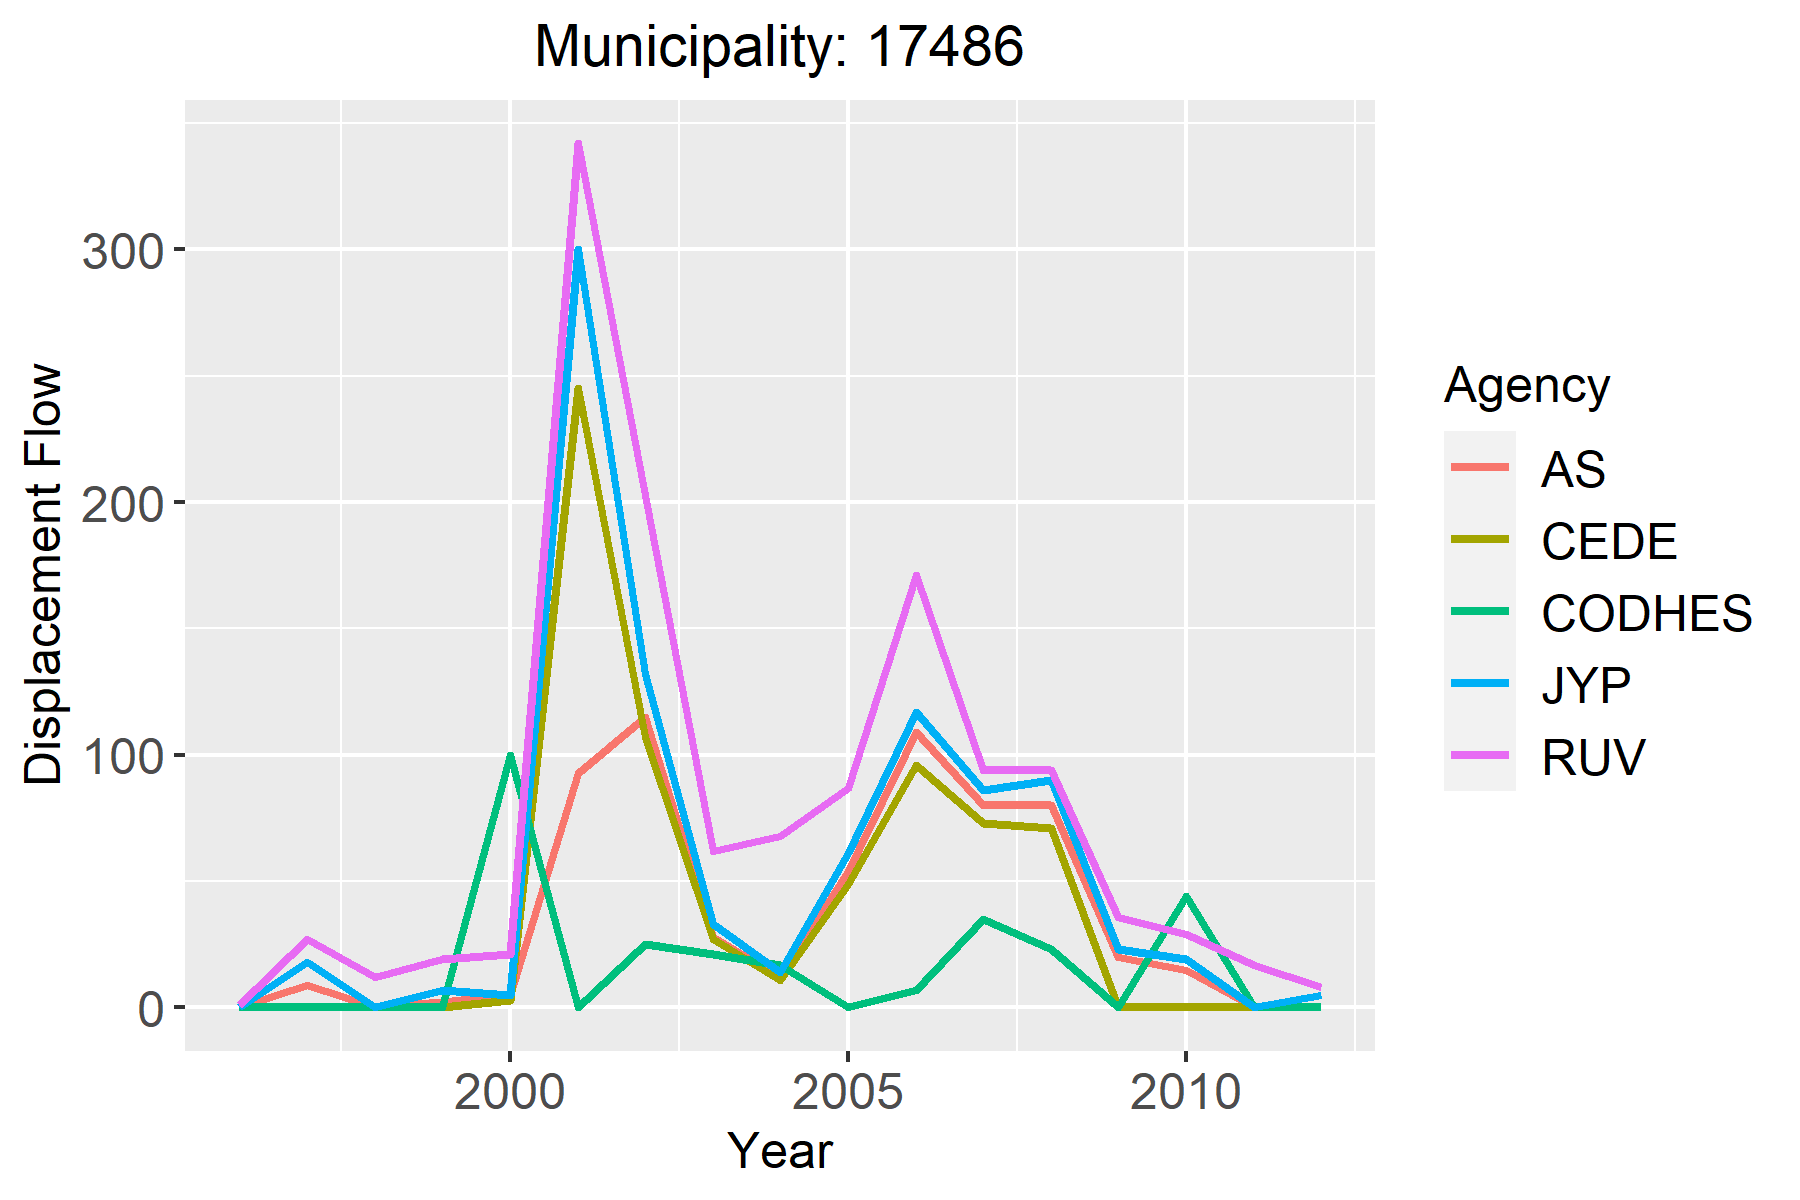 Municipality: 17486
Displacement Flow
300
200
100
0
2000
2005
2010
Year
Agency
AS
CEDE
CODHES
JYP
RUV